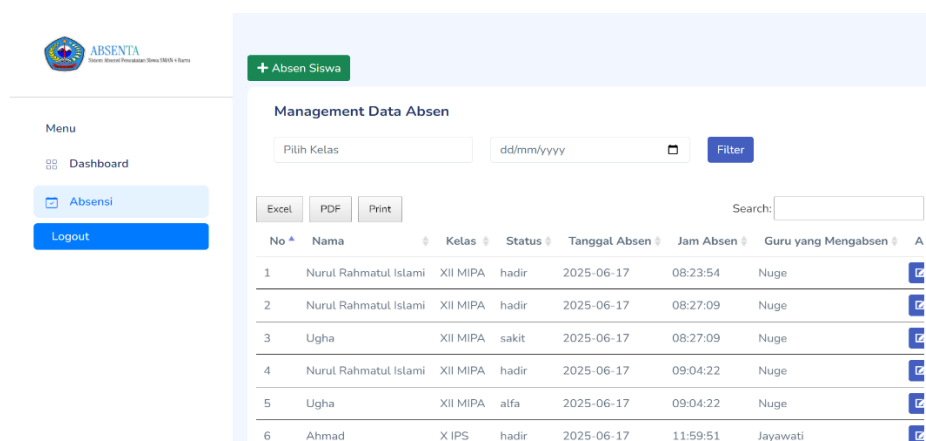 ABSENTA
+ Absen Siswa
Management Data Absen
Menu
Pilih Kelas dd/mm/yyyy Filter
Dashboard
Absensi
Logout
Excel PDF Print Search:
No Nama Kelas Status Tanggal Absen Jam Absen Guru yang Mengabsen A
1 Nurul Rahmatul Islami XII MIPA hadir 2025-06-17 08:23:54 Nuge
2 Nurul Rahmatul Islami XII MIPA hadir 2025-06-17 08:27:09 Nuge
3 Ugha XII MIPA sakit 2025-06-17 08:27:09 Nuge
4 Nurul Rahmatul Islami XII MIPA hadir 2025-06-17 09:04:22 Nuge
5 Ugha XII MIPA alfa 2025-06-17 09:04:22 Nuge
6 Ahmad X IPS hadir 2025-06-17 11:59:51 Jayawati